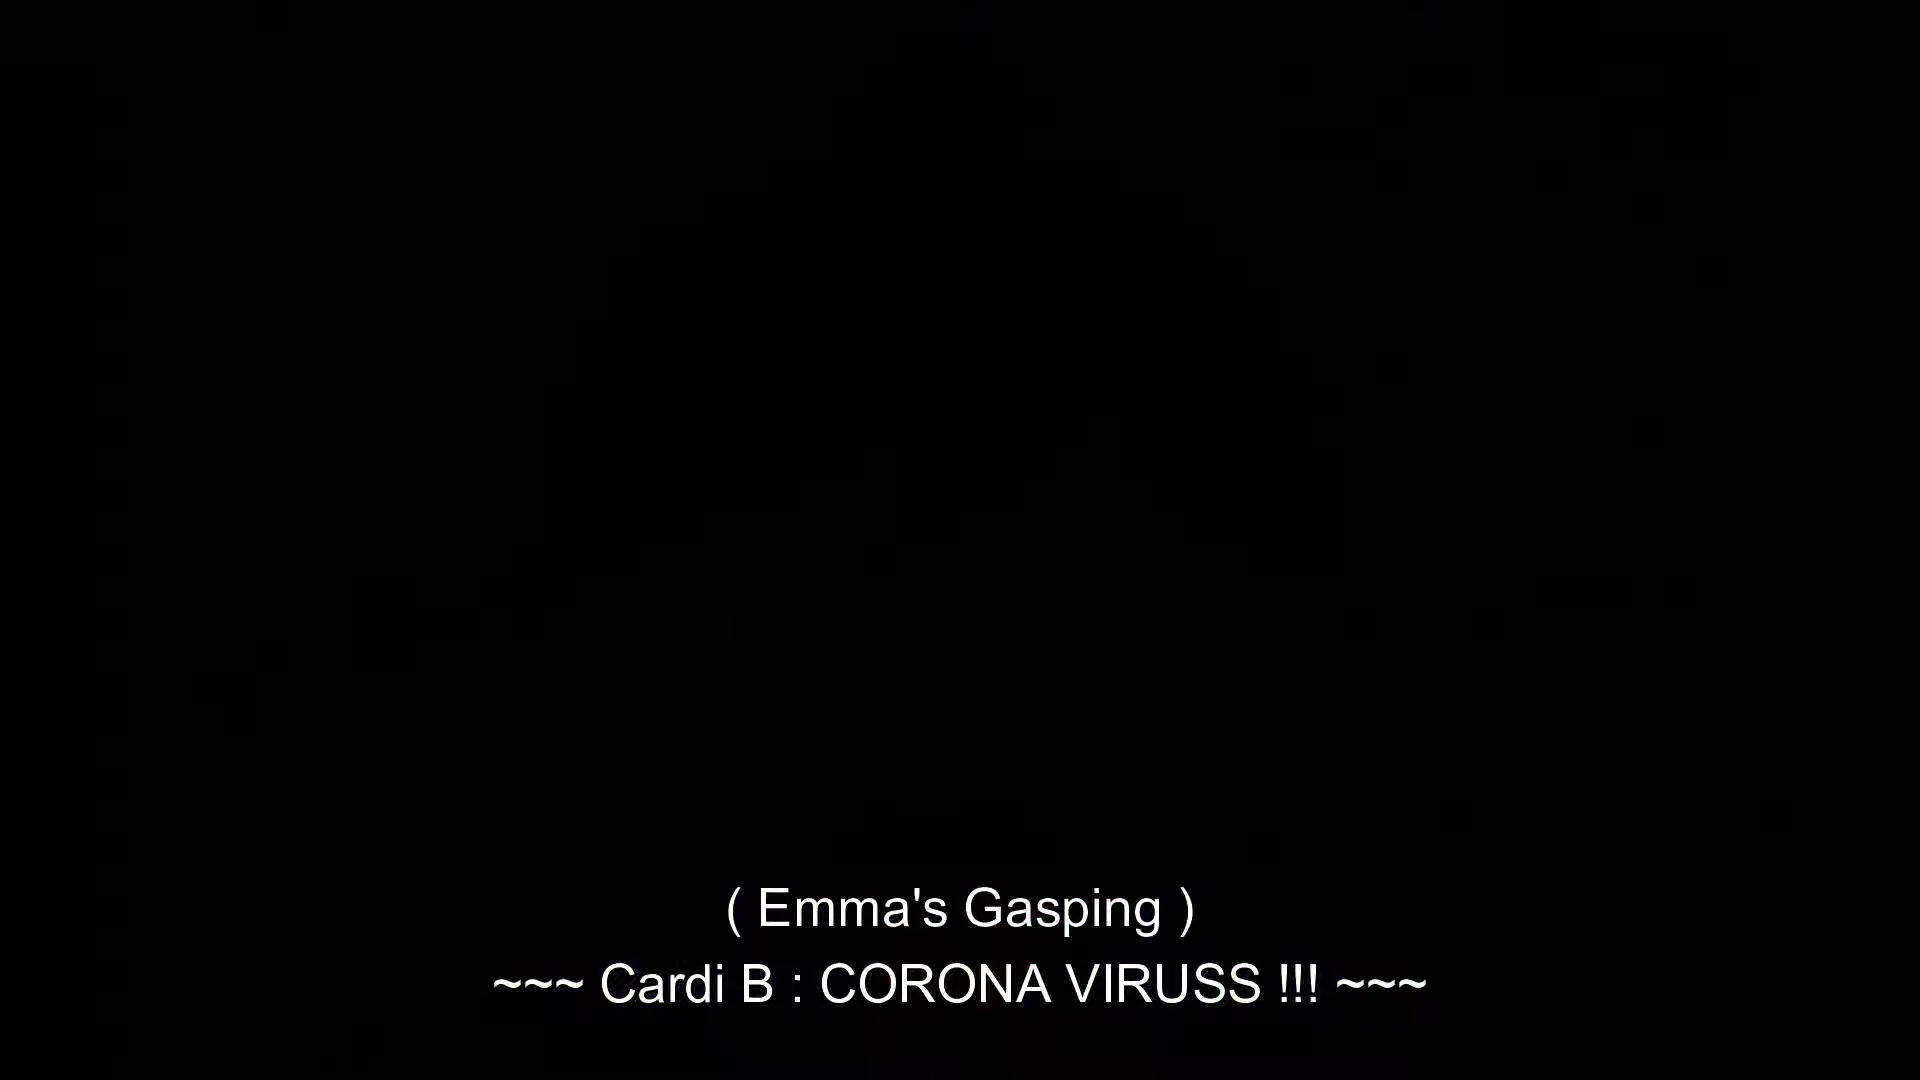 ( Emma's Gasping )
~~~ Cardi B : CORONA VIRUSS !!! ~~~